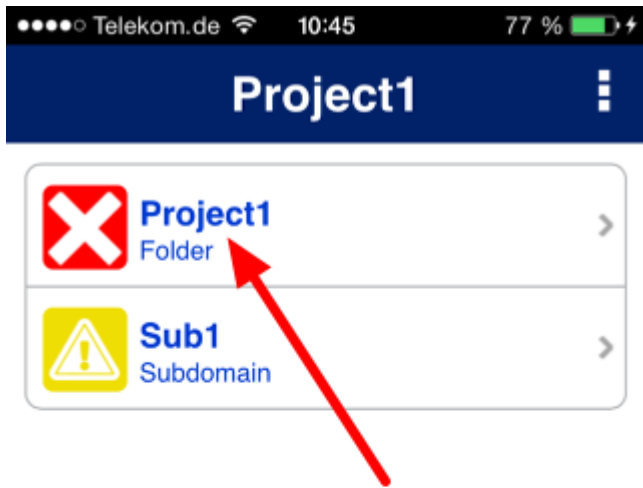 Telekom.de 10:45 77 %
Project1
Project1
Folder
Sub1
Subdomain